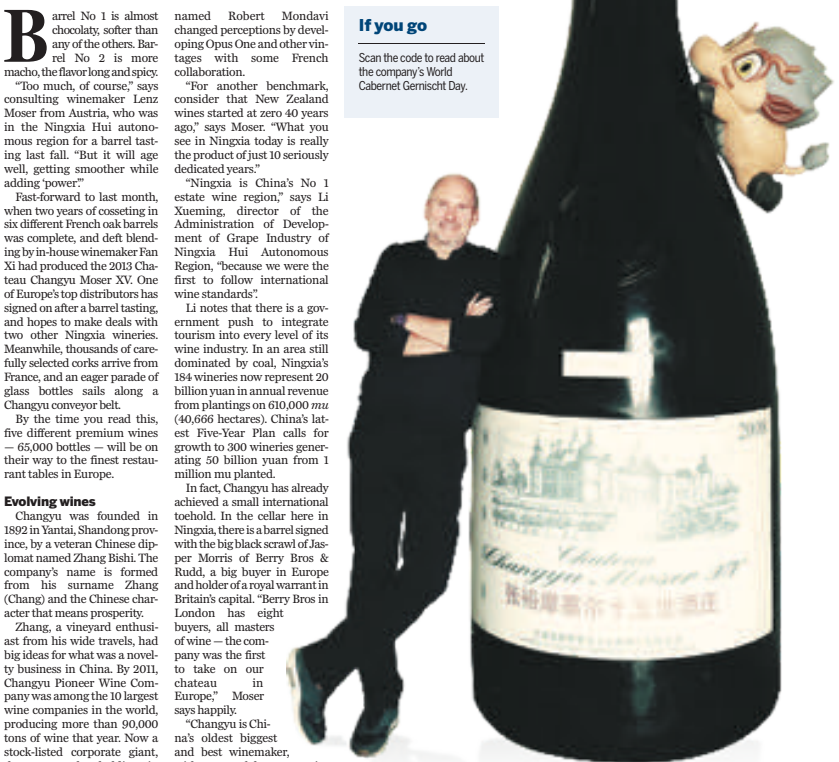 Barrel No 1 is almost
chocolaty, softer than
any of the others. Bar-
rel No 2 is more
macho, the flavor long and spicy.
"Too much, of course," says
consulting winemaker Lenz
Moser from Austria, who was
in the Ningxia Hui autono-
mous region for a barrel tast-
ing last fall. "But it will age
well, getting smoother while
adding 'power'."
Fast-forward to last month,
when two years of cosseting in
six different French oak barrels
was complete, and deft blend-
ing by in-house winemaker Fan
Xi had produced the 2013 Cha-
teau Changyu Moser XV. One
of Europe's top distributors has
signed on after a barrel tasting,
and hopes to make deals with
two other Ningxia wineries.
Meanwhile, thousands of care-
fully selected corks arrive from
France, and an eager parade of
glass bottles sails along a
Changyu conveyor belt.
By the time you read this,
five different premium wines
— 65,000 bottles — will be on
their way to the finest restau-
rant tables in Europe.
Evolving wines
Changyu was founded in
1892 in Yantai, Shandong prov-
ince, by a veteran Chinese dip-
lomat named Zhang Bishi. The
company's name is formed
from his surname Zhang
(Chang) and the Chinese char-
acter that means prosperity.
Zhang, a vineyard enthusi-
ast from his wide travels, had
big ideas for what was a novel-
ty business in China. By 2011,
Changyu Pioneer Wine Com-
pany was among the 10 largest
wine companies in the world,
producing more than 90,000
tons of wine that year. Now a
stock-listed corporate giant,
named Robert Mondavi
changed perceptions by devel-
oping Opus One and other vin-
tages with some French
collaboration.
"For another benchmark,
consider that New Zealand
wines started at zero 40 years
ago," says Moser. "What you
see in Ningxia today is really
the product of just 10 seriously
dedicated years."
"Ningxia is China's No 1
estate wine region," says Li
Xueming, director of the
Administration of Develop-
ment of Grape Industry of
Ningxia Hui Autonomous
Region, "because we were the
first to follow international
wine standards".
Li notes that there is a gov-
ernment push to integrate
tourism into every level of its
wine industry. In an area still
dominated by coal, Ningxia's
184 wineries now represent 20
billion yuan in annual revenue
from plantings on 610,000 mu
(40,666 hectares). China's lat-
est Five-Year Plan calls for
growth to 300 wineries gener-
ating 50 billion yuan from 1
million mu planted.
In fact, Changyu has already
achieved a small international
toehold. In the cellar here in
Ningxia, there is a barrel signed
with the big black scrawl of Jas-
per Morris of Berry Bros &
Rudd, a big buyer in Europe
and holder of a royal warrant in
Britain's capital. "Berry Bros in
London has eight
buyers, all masters
of wine — the com-
pany was the first
to take on our
chateau in
Europe," Moser
says happily.
"Changyu is Chi-
na's oldest biggest
and best winemaker,
If you go
Scan the code to read about
the company's World
Cabernet Gernischt Day.
2008
Chateau
Changyu Moser XV
张裕摩塞尔十五世酒庄